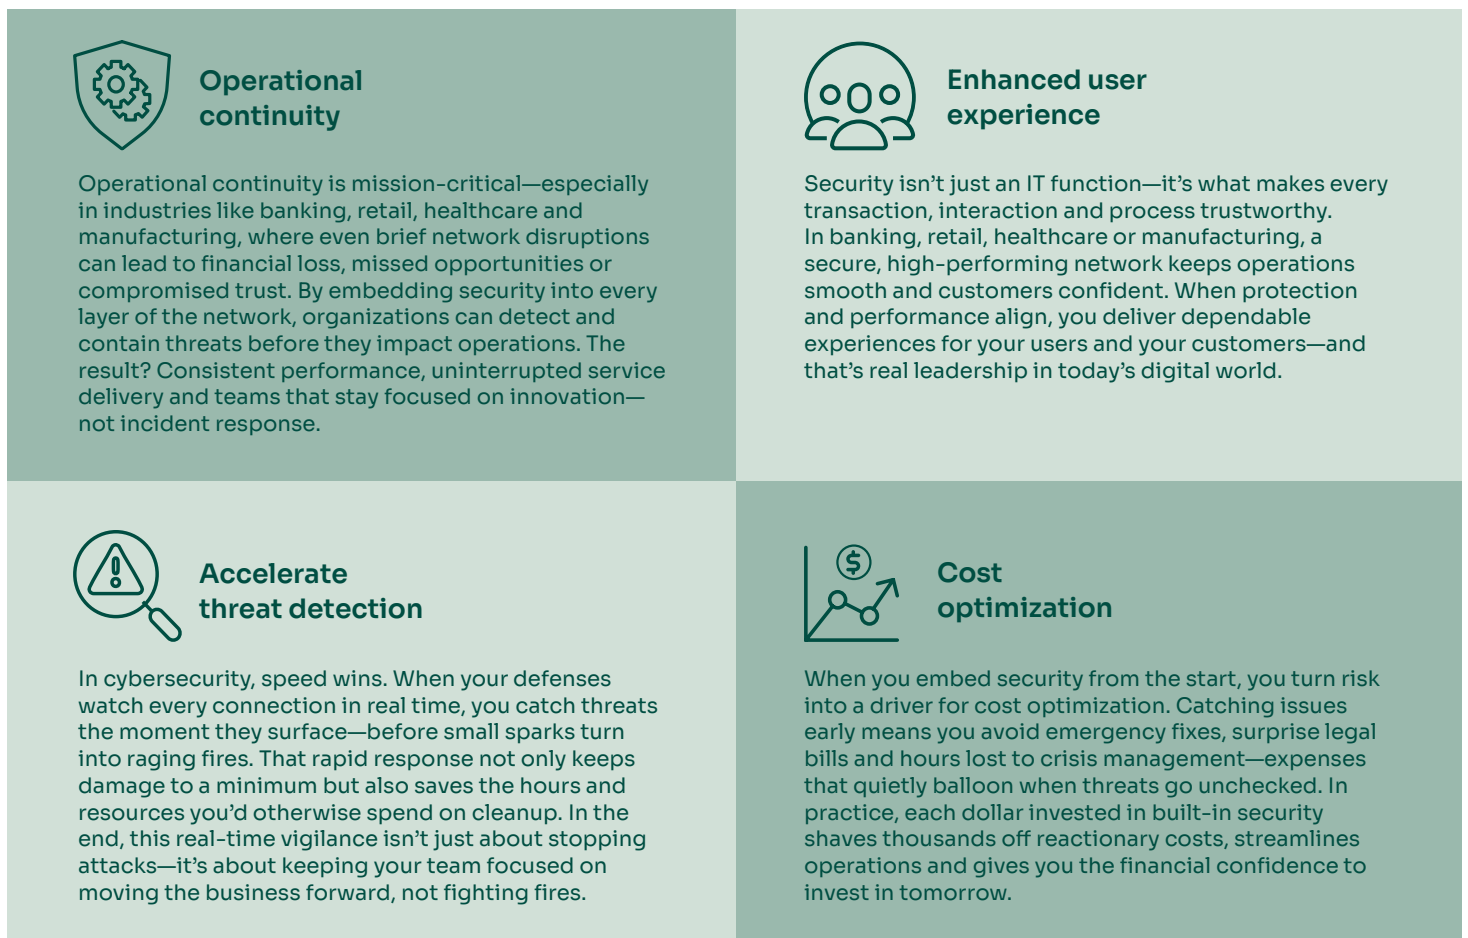 Operational
continuity
Operational continuity is mission-critical—especially
in industries like banking, retail, healthcare and
manufacturing, where even brief network disruptions
can lead to financial loss, missed opportunities or
compromised trust. By embedding security into every
layer of the network, organizations can detect and
contain threats before they impact operations. The
result? Consistent performance, uninterrupted service
delivery and teams that stay focused on innovation—
not incident response.
Enhanced user
experience
Security isn’t just an IT function—it’s what makes every
transaction, interaction and process trustworthy.
In banking, retail, healthcare or manufacturing, a
secure, high-performing network keeps operations
smooth and customers confident. When protection
and performance align, you deliver dependable
experiences for your users and your customers—and
that’s real leadership in today’s digital world.
Accelerate
threat detection
In cybersecurity, speed wins. When your defenses
watch every connection in real time, you catch threats
the moment they surface—before small sparks turn
into raging fires. That rapid response not only keeps
damage to a minimum but also saves the hours and
resources you’d otherwise spend on cleanup. In the
end, this real-time vigilance isn’t just about stopping
attacks—it’s about keeping your team focused on
moving the business forward, not fighting fires.
$
Cost
optimization
When you embed security from the start, you turn risk
into a driver for cost optimization. Catching issues
early means you avoid emergency fixes, surprise legal
bills and hours lost to crisis management—expenses
that quietly balloon when threats go unchecked. In
practice, each dollar invested in built-in security
shaves thousands off reactionary costs, streamlines
operations and gives you the financial confidence to
invest in tomorrow.